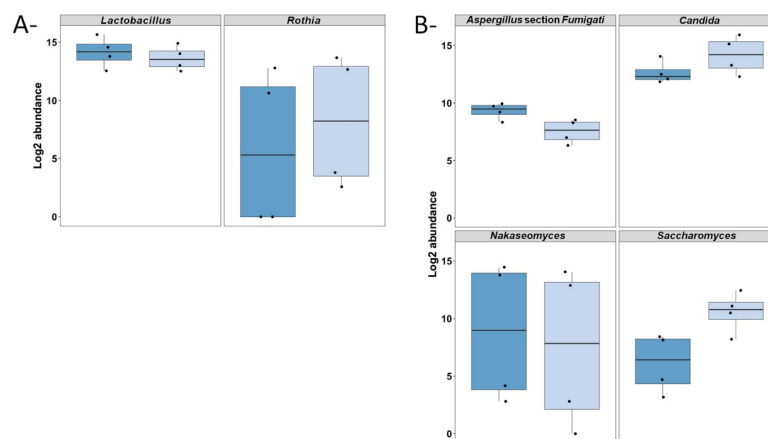 A-
Lactobacillus
Rothia
Log2 abundance
15
10
5
0
B-
Aspergillus section Fumigati
Candida
15
10
5
0
Log2 abundance
Nakaseomyces
Saccharomyces
15
10
5
0